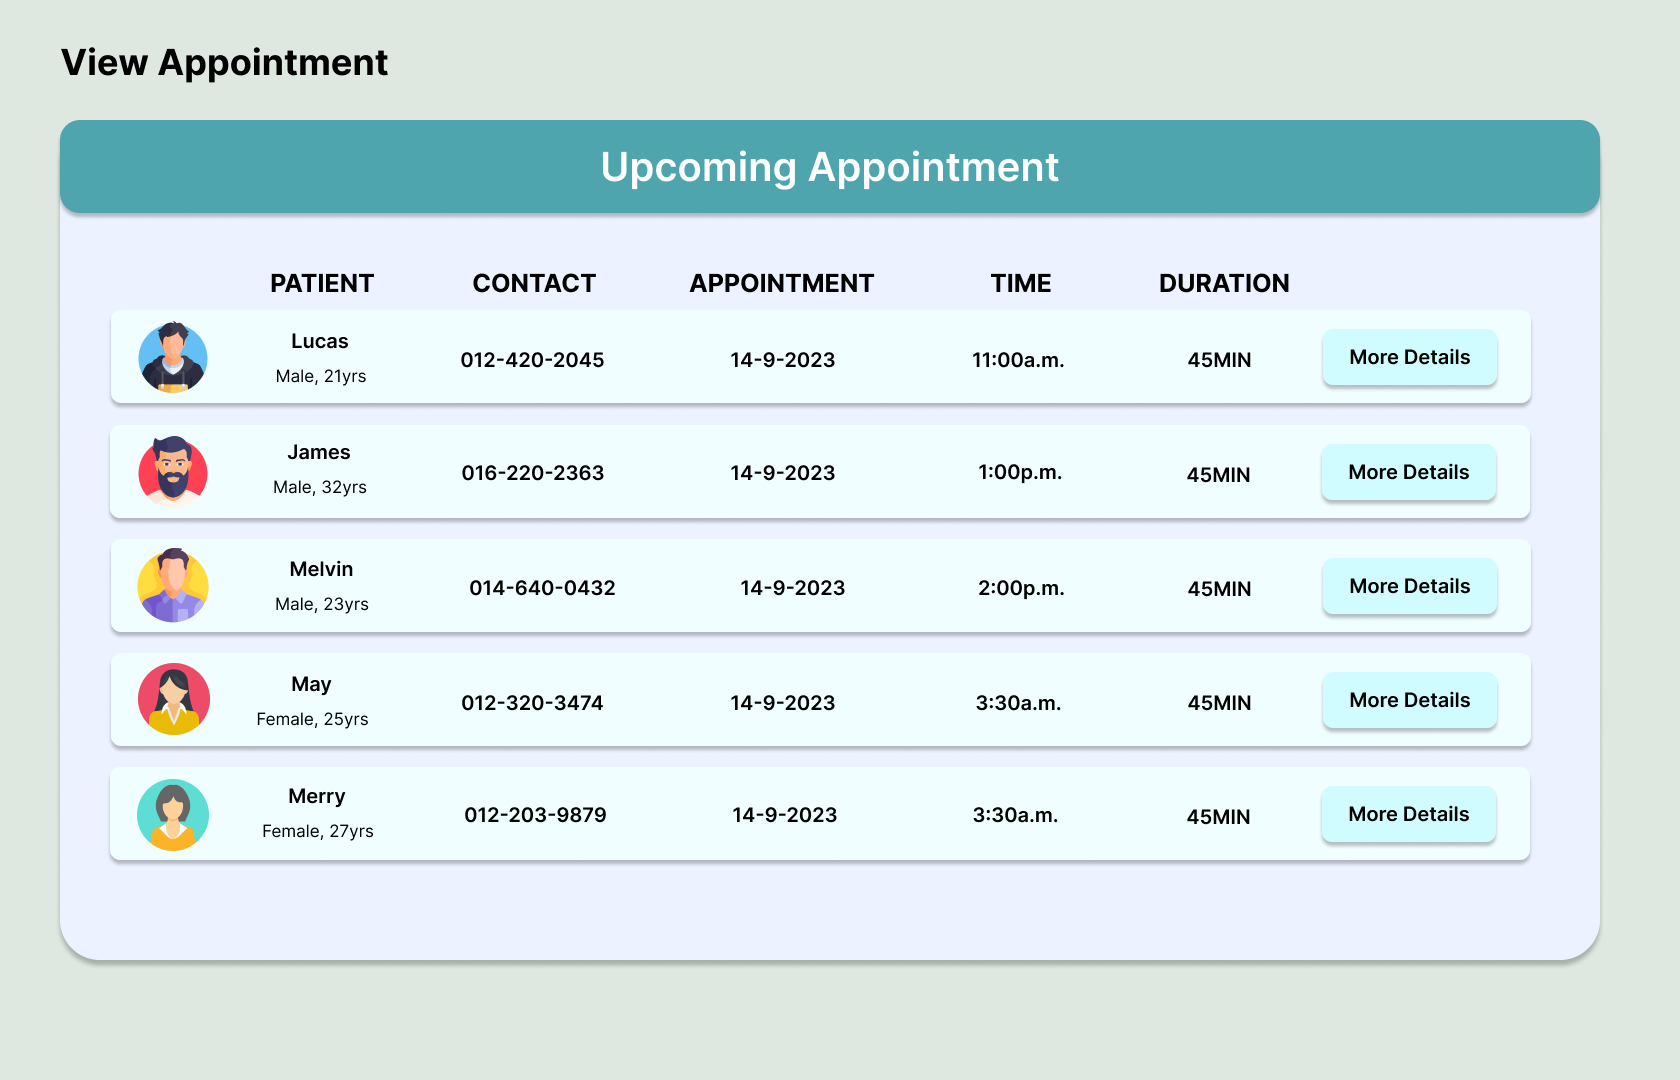 View Appointment
Upcoming Appointment
PATIENT CONTACT APPOINTMENT TIME DURATION
Lucas
Male, 21yrs
012-420-2045 14-9-2023 11:00a.m. 45MIN More Details
James
Male, 32yrs
016-220-2363 14-9-2023 1:00p.m. 45MIN More Details
Melvin
Male, 23yrs
014-640-0432 14-9-2023 2:00p.m. 45MIN More Details
May
Female, 25yrs
012-320-3474 14-9-2023 3:30a.m. 45MIN More Details
Merry
Female, 27yrs
012-203-9879 14-9-2023 3:30a.m. 45MIN More Details